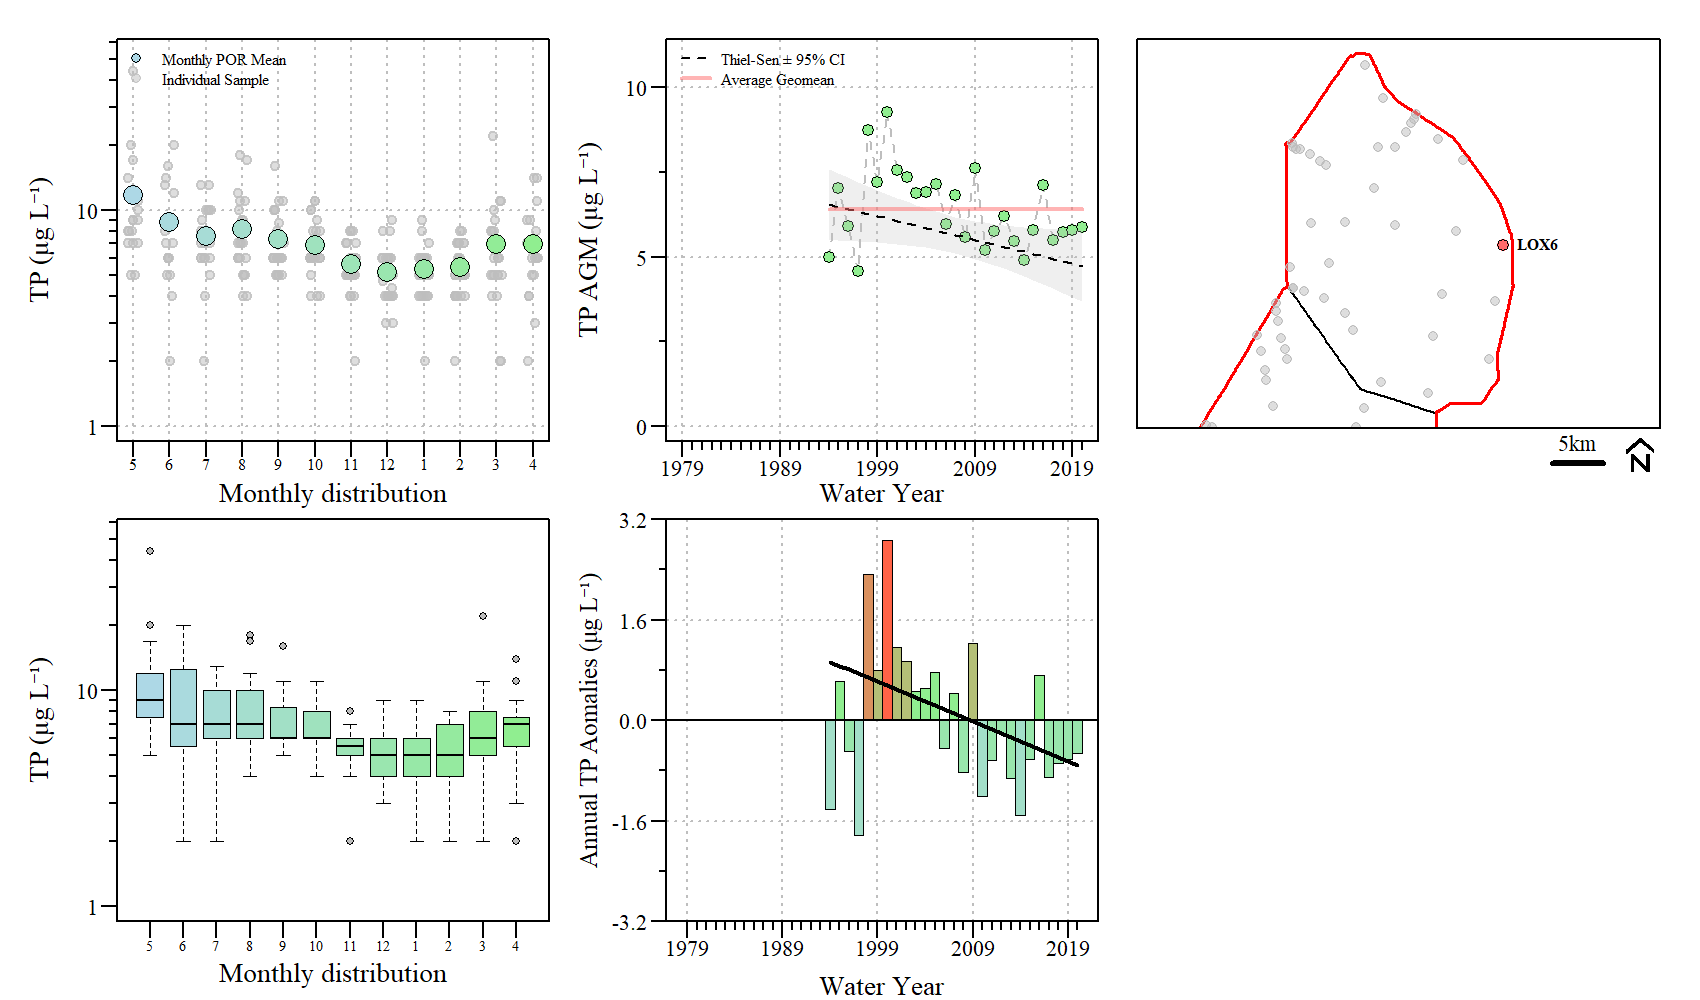 Monthly POR Mean
Individual Sample
TP (µg L⁻¹)
10
1
5 6 7 8 9 10 11 12 1 2 3 4
Monthly distribution
Thiel-Sen ± 95% CI
Average Geomean
TP AGM (µg L⁻¹)
10
5
0
1979 1989 1999 2009 2019
Water Year
LOX6
5km
N
TP (µg L⁻¹)
10
1
5 6 7 8 9 10 11 12 1 2 3 4
Monthly distribution
Annual TP Aomalies (µg L⁻¹)
3.2
1.6
0.0
-1.6
-3.2
1979 1989 1999 2009 2019
Water Year